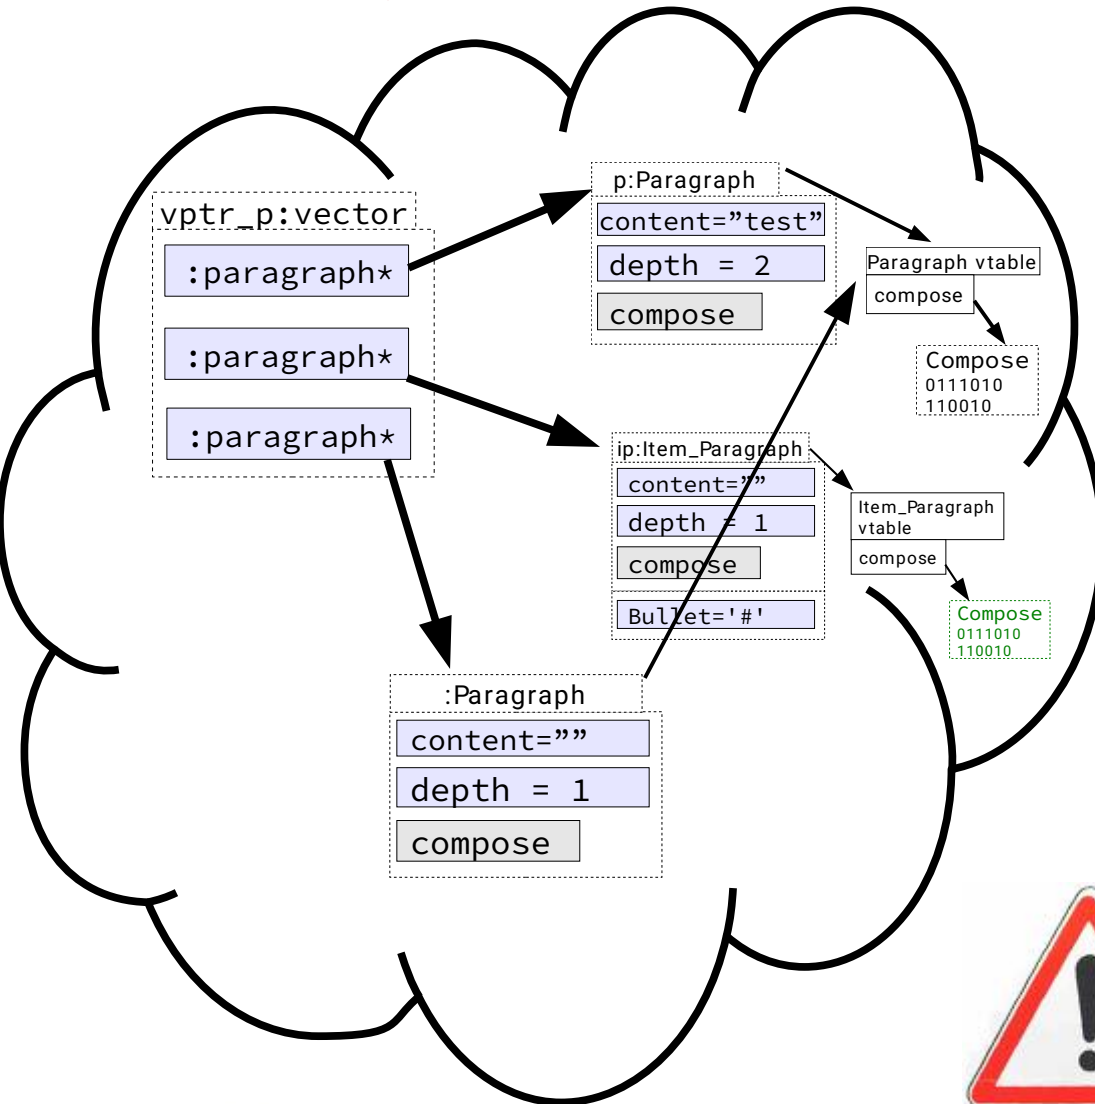 vptr_p:vector
:paragraph*
:paragraph*
:paragraph*
p:Paragraph
content=”test”
depth = 2
compose
Paragraph vtable
compose
Compose
0111010
110010
ip:Item_Paragraph
content=””
depth = 1
compose
Bullet='#'
Item_Paragraph
vtable
compose
Compose
0111010
110010
:Paragraph
content=””
depth = 1
compose